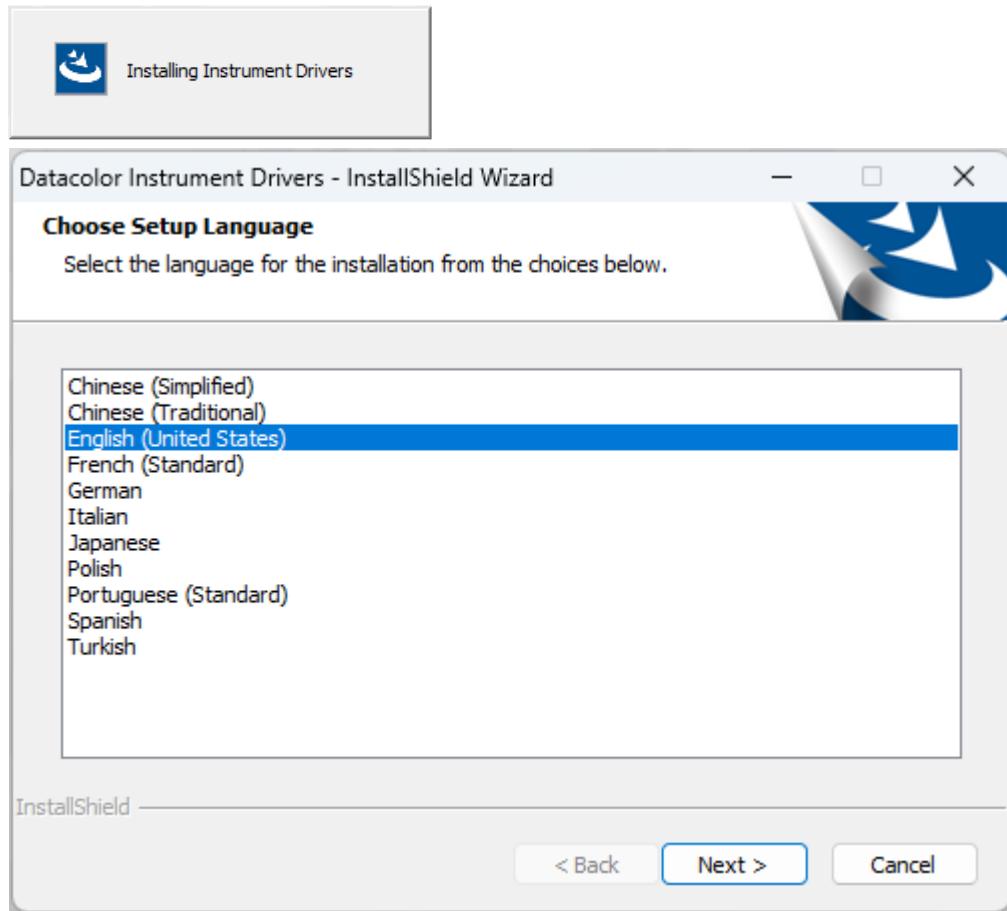 Installing Instrument Drivers
Datacolor Instrument Drivers - InstallShield Wizard
Choose Setup Language
Select the language for the installation from the choices below.
Chinese (Simplified)
Chinese (Traditional)
English (United States)
French (Standard)
German
Italian
Japanese
Polish
Portuguese (Standard)
Spanish
Turkish
InstallShield
< Back Next > Cancel